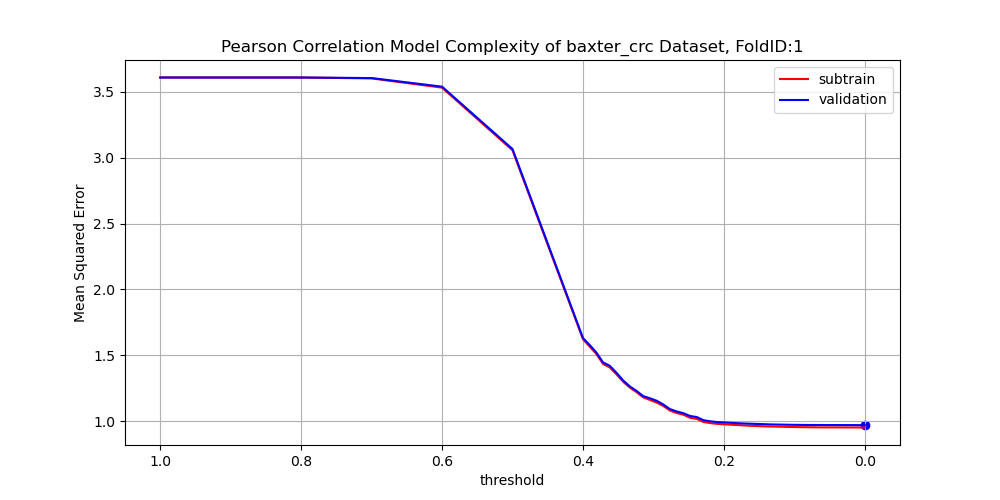 Pearson Correlation Model Complexity of baxter_crc Dataset, FoldID:1
subtrain
validation
Mean Squared Error
3.5
3.0
2.5
2.0
1.5
1.0
1.0 0.8 0.6 0.4 0.2 0.0
threshold